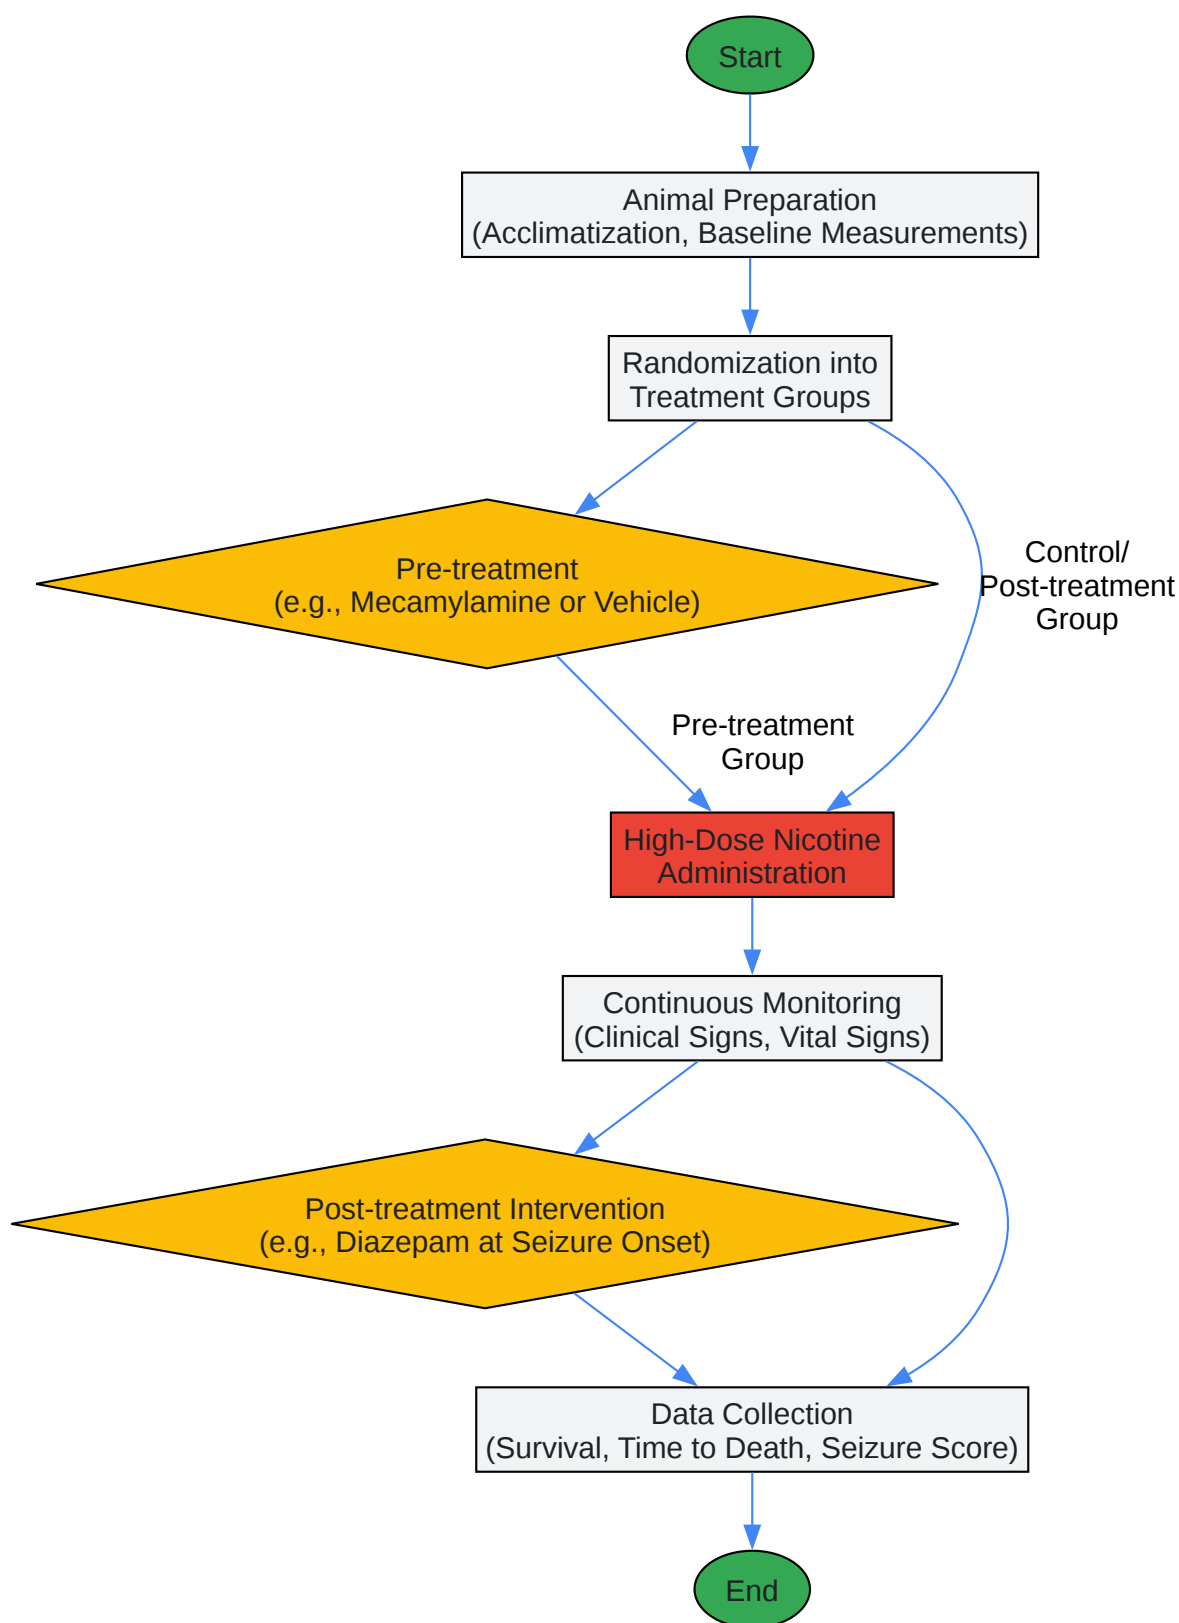 Start
Animal Preparation
(Acclimatization, Baseline Measurements)
Randomization into
Treatment Groups
Pre-treatment
(e.g., Mecamylamine or Vehicle)
Control/
Post-treatment
Group
Pre-treatment
Group
High-Dose Nicotine
Administration
Continuous Monitoring
(Clinical Signs, Vital Signs)
Post-treatment Intervention
(e.g., Diazepam at Seizure Onset)
Data Collection
(Survival, Time to Death, Seizure Score)
End